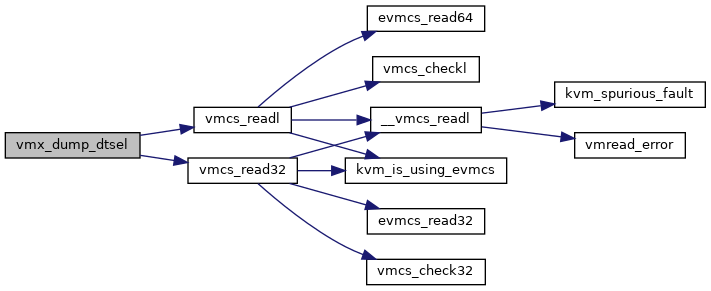 vmx_dump_dtsel
vmcs_readl
vmcs_read32
evmcs_read64
vmcs_checkl
__vmcs_readl
kvm_is_using_evmcs
evmcs_read32
vmcs_check32
kvm_spurious_fault
vmread_error